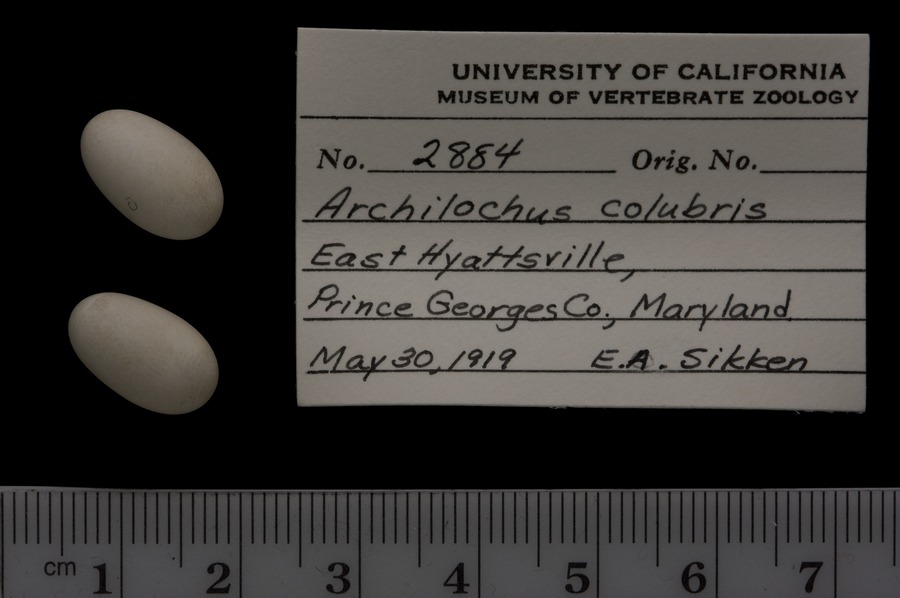 UNIVERSITY OF CALIFORNIA
MUSEUM OF VERTEBRATE ZOOLOGY
No. 2884 Orig. No.
Archilochus colubris
East Hyattsville,
Prince Georges Co., Maryland
May 30, 1919 E.A. Sikken
cm 1 2 3 4 5 6 7